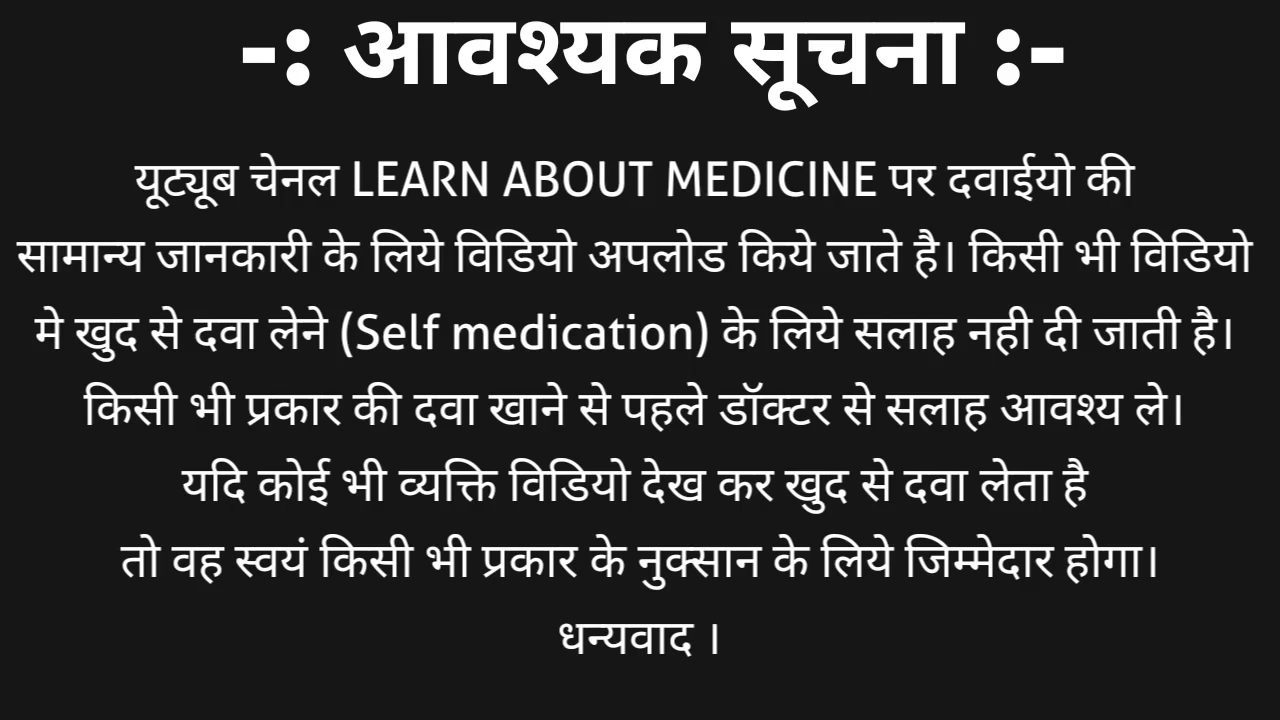 -: आवश्यक सूचना :-
यूट्यूब चेनल LEARN ABOUT MEDICINE पर दवाईयो की
सामान्य जानकारी के लिये विडियो अपलोड किये जाते है। किसी भी विडियो
मे खुद से दवा लेने (Self medication) के लिये सलाह नही दी जाती है।
किसी भी प्रकार की दवा खाने से पहले डॉक्टर से सलाह आवश्य ले।
यदि कोई भी व्यक्ति विडियो देख कर खुद से दवा लेता है
तो वह स्वयं किसी भी प्रकार के नुक्सान के लिये जिम्मेदार होगा।
धन्यवाद ।